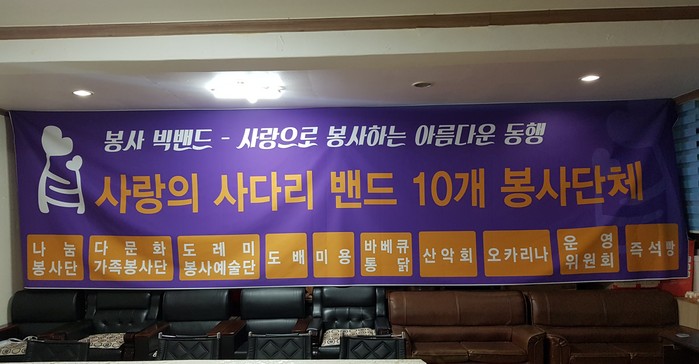 봉사 빅밴드 - 사랑으로 봉사하는 아름다운 동행
사랑의 사다리 밴드 10개 봉사단체
나 눔
봉사단
다 문 화
가족봉사단
도 레 미
봉사예술단
도 배
미 용
바베큐
통 닭
산악회
오카리나
운 영
위원회
즉석빵